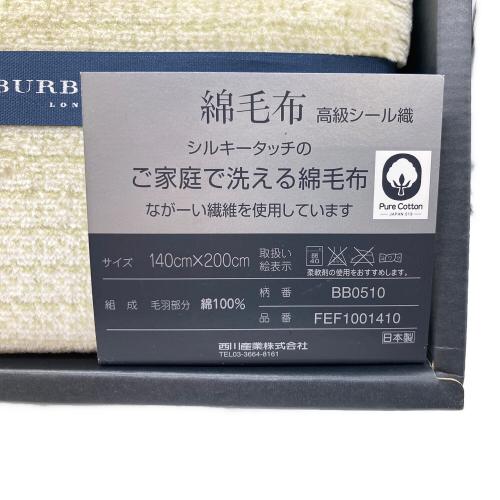 BURB
LON
綿毛布 高級シール織
シルキータッチの
ご家庭で洗える綿毛布
ながーい繊維を使用しています
Pure Cotton
サイズ 140cm×200cm 取扱い絵表示 40
柔軟剤の使用をおすすめします。
組成 毛羽部分 綿100%
柄番 BB0510
品番 FEF1001410
西川産業株式会社
TEL03-3664-8161
日本製